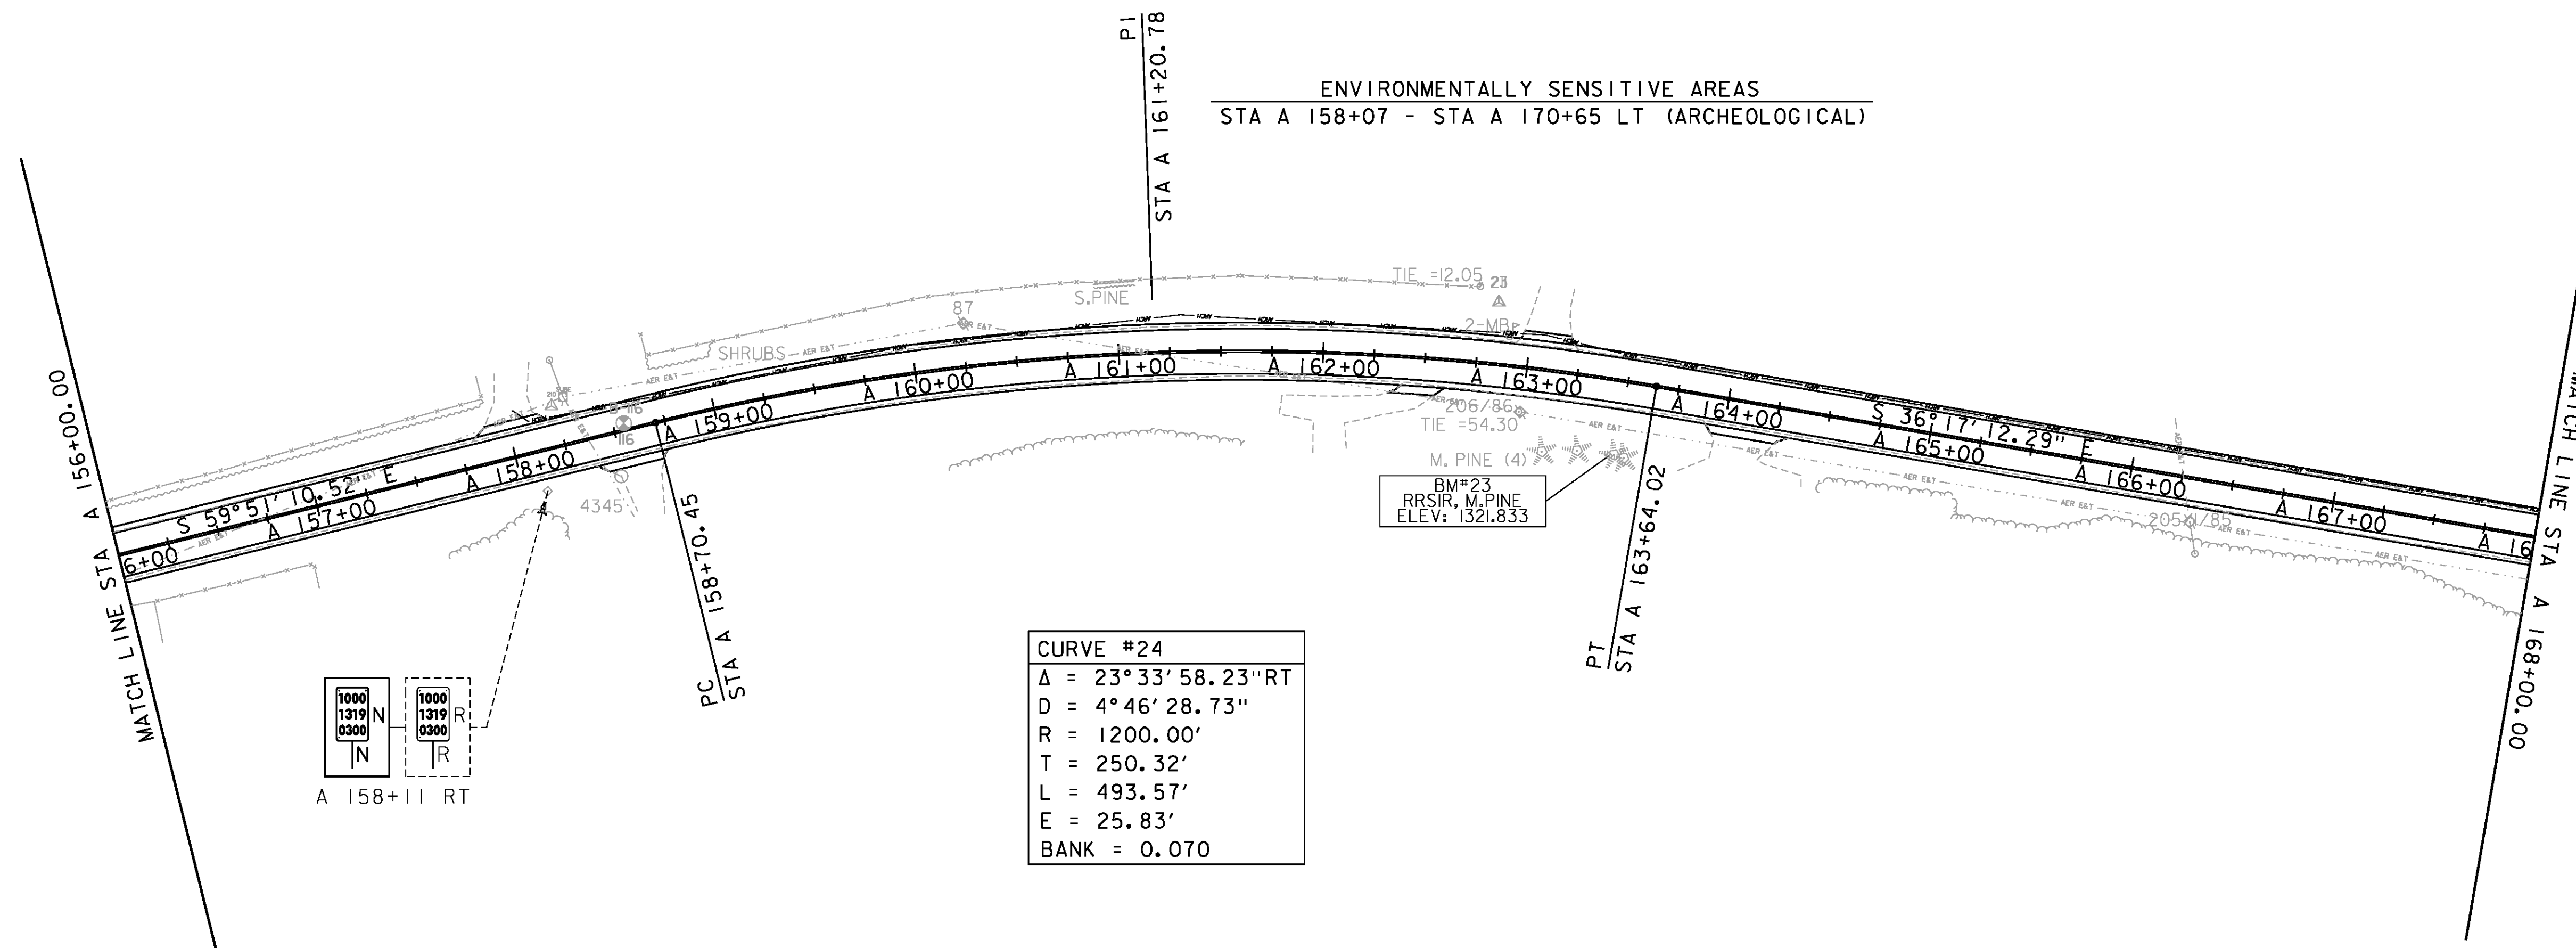 PI
STA A 161+20.78
ENVIRONMENTALLY SENSITIVE AREAS
STA A 158+07 - STA A 170+65 LT (ARCHEOLOGICAL)
MATCH LINE STA A 156+00.00
S 59°51'10.52" E
6+00
A 157+00
A 158+00
A 159+00
A 160+00
A 161+00
A 162+00
A 163+00
A 164+00
A 165+00
A 166+00
A 167+00
A 16
S 36°17'12.29" E
MATCH LINE STA A 168+00.00
SHRUBS
87
S.PINE
TIE =12.05
23
2-MB
AER E&T
B-116
116
4345
206/86
TIE =54.30
M. PINE (4)
BM#23
RRSIR, M.PINE
ELEV: 1321.833
PC
STA A 158+70.45
PT
STA A 163+64.02
1000
1319
0300
N
N
1000
1319
0300
R
R
A 158+11 RT
CURVE #24
Δ = 23°33'58.23"RT
D = 4°46'28.73"
R = 1200.00'
T = 250.32'
L = 493.57'
E = 25.83'
BANK = 0.070